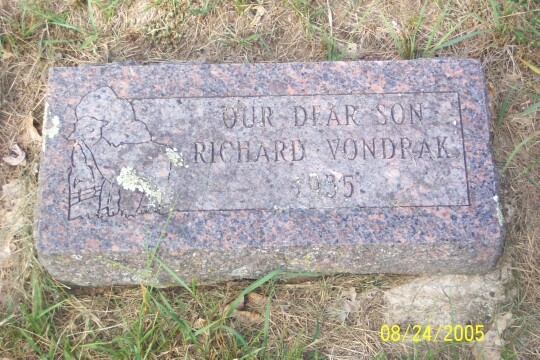 OUR DEAR SON
RICHARD VONDRAK
1935
08/24/2005